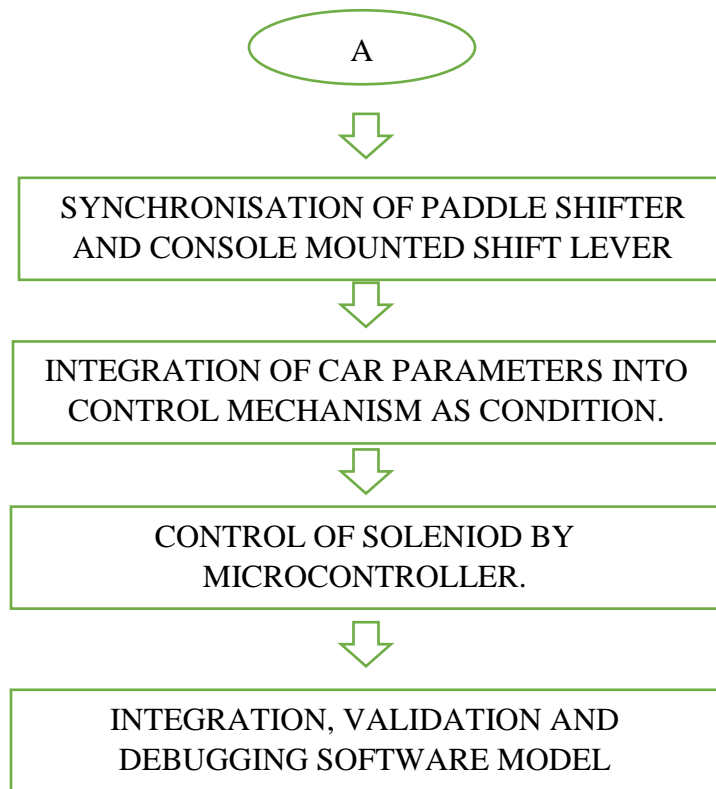 A
SYNCHRONISATION OF PADDLE SHIFTER
AND CONSOLE MOUNTED SHIFT LEVER
INTEGRATION OF CAR PARAMETERS INTO
CONTROL MECHANISM AS CONDITION.
CONTROL OF SOLENIOD BY
MICROCONTROLLER.
INTEGRATION, VALIDATION AND
DEBUGGING SOFTWARE MODEL